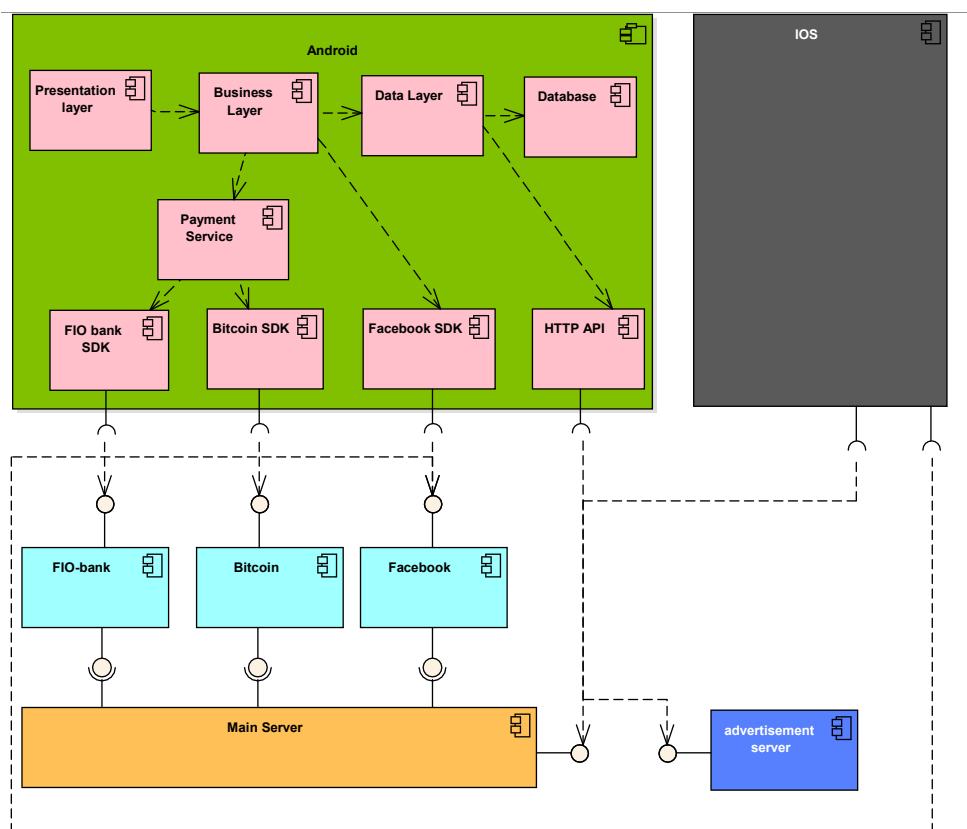 Android
IOS
Presentation
layer
Business
Layer
Data Layer
Database
Payment
Service
FIO bank
SDK
Bitcoin SDK
Facebook SDK
HTTP API
FIO-bank
Bitcoin
Facebook
Main Server
advertisement
server